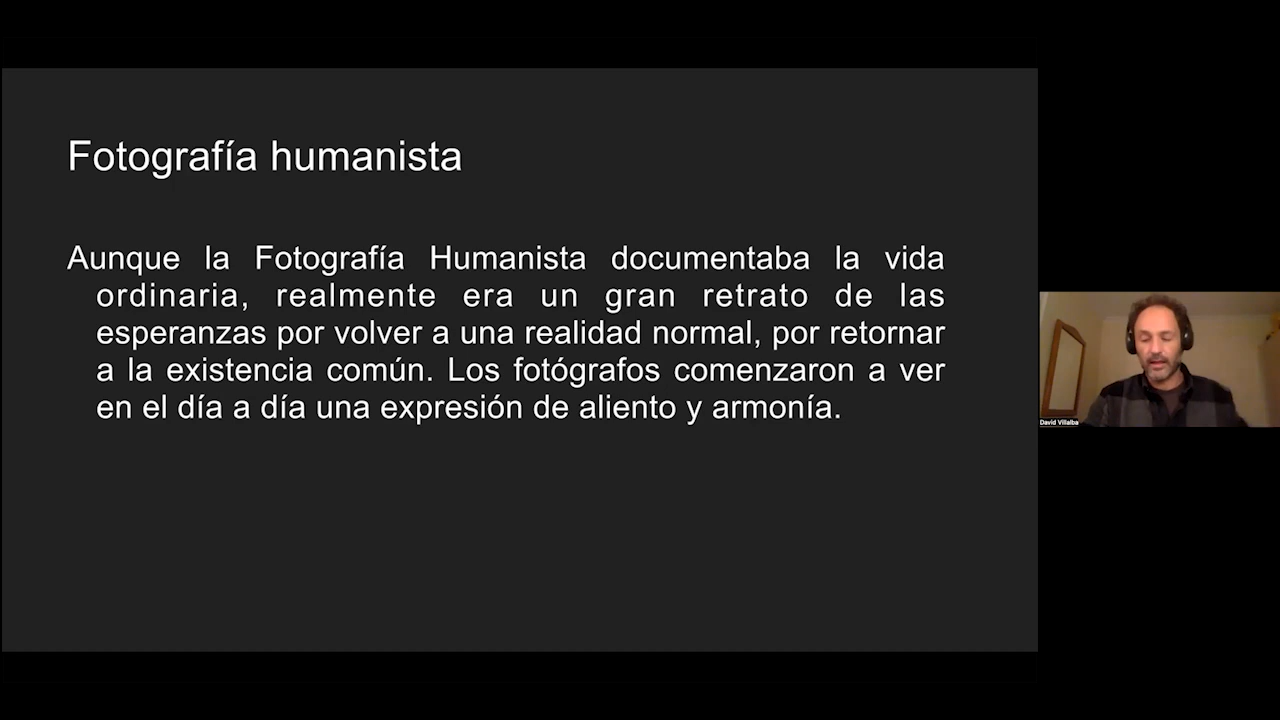 Fotografía humanista
Aunque la Fotografía Humanista documentaba la vida
ordinaria, realmente era un gran retrato de las
esperanzas por volver a una realidad normal, por retornar
a la existencia común. Los fotógrafos comenzaron a ver
en el día a día una expresión de aliento y armonía.
David Villalba